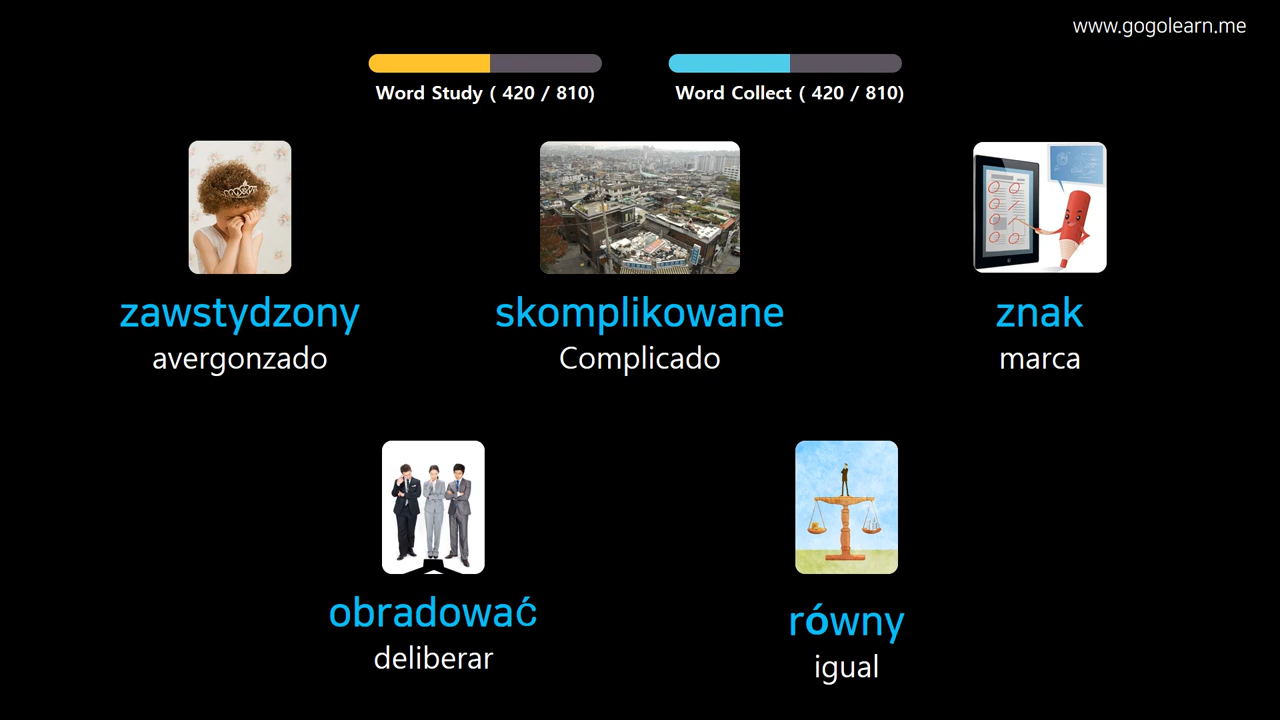 www.gogolearn.me
Word Study ( 420 / 810)
Word Collect ( 420 / 810)
zawstydzony
avergonzado
skomplikowane
Complicado
znak
marca
obradować
deliberar
równy
igual